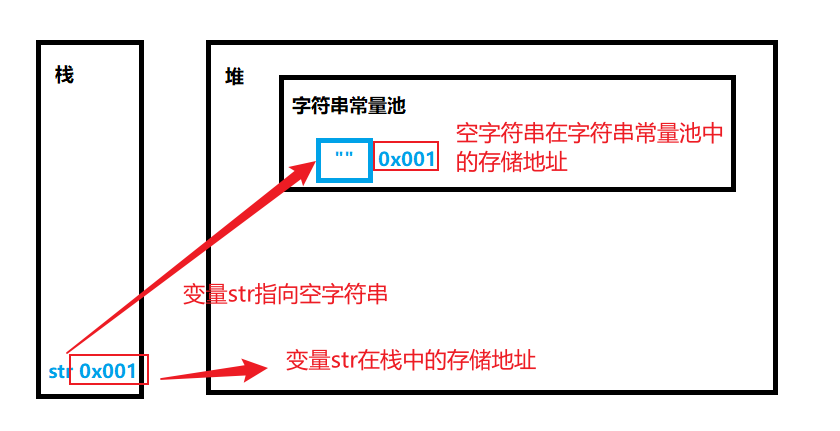 栈
堆
字符串常量池
"" 0x001
空字符串在字符串常量池中
的存储地址
变量str指向空字符串
变量str在栈中的存储地址
str 0x001